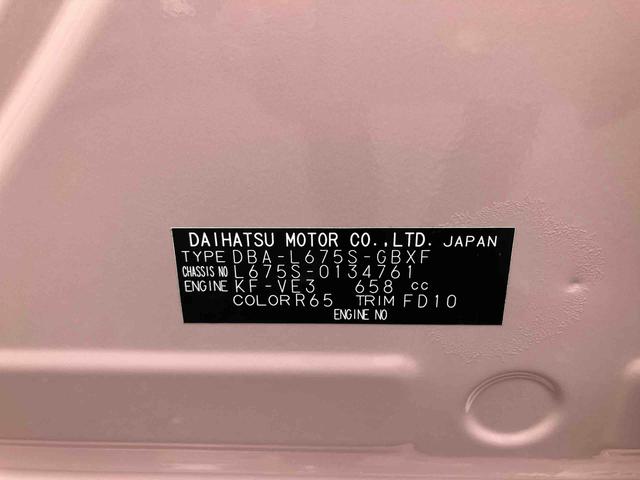 DAIHATSU MOTOR CO.,LTD. JAPAN
TYPE DBA-L675S-GBXF
CHASSIS NO L675S-0134761
ENGINE KF-VE3 658 cc
COLOR R65 TRIM FD10
ENGINE NO